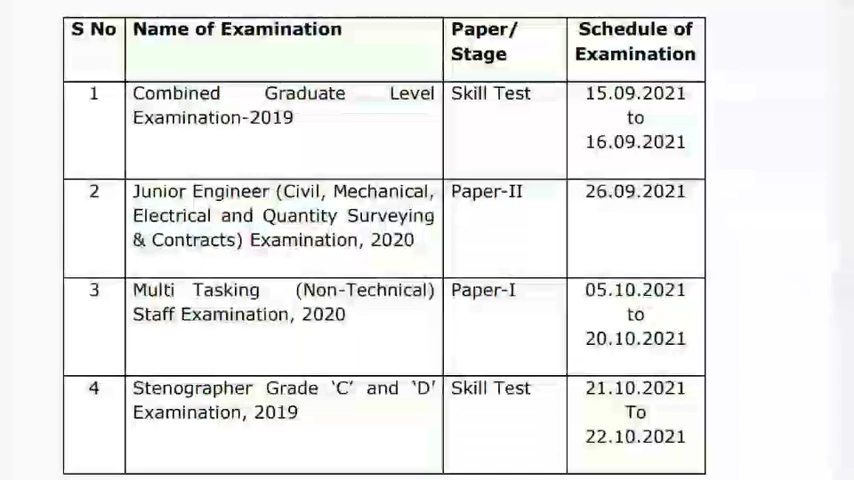 S No Name of Examination Paper/ Schedule of
Stage Examination
1 Combined Graduate Level Skill Test 15.09.2021
Examination-2019 to
16.09.2021
2 Junior Engineer (Civil, Mechanical, Paper-II 26.09.2021
Electrical and Quantity Surveying
& Contracts) Examination, 2020
3 Multi Tasking (Non-Technical) Paper-I 05.10.2021
Staff Examination, 2020 to
20.10.2021
4 Stenographer Grade ‘C’ and ‘D’ Skill Test 21.10.2021
Examination, 2019 To
22.10.2021